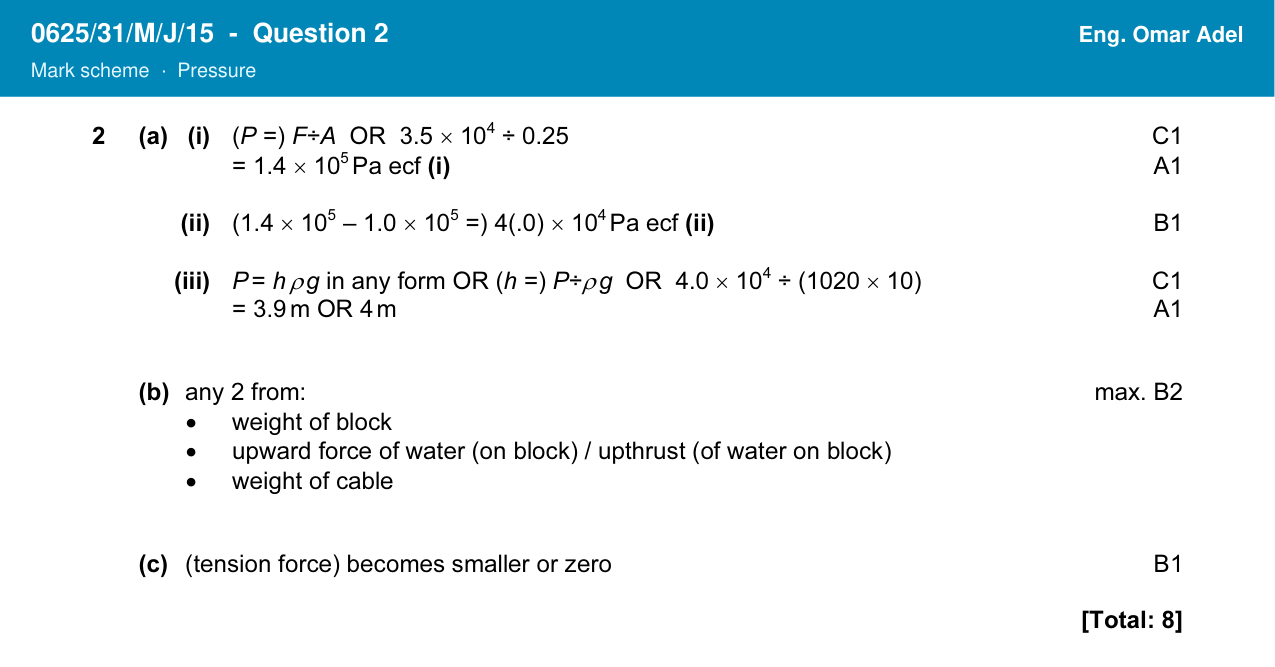 0625/31/M/J/15 - Question 2
Eng. Omar Adel
Mark scheme · Pressure
2 (a) (i) (P =) F÷A OR 3.5 × 10⁴ ÷ 0.25 C1
= 1.4 × 10⁵ Pa ecf (i) A1
(ii) (1.4 × 10⁵ – 1.0 × 10⁵ =) 4(.0) × 10⁴ Pa ecf (ii) B1
(iii) P = hρg in any form OR (h =) P÷ρg OR 4.0 × 10⁴ ÷ (1020 × 10) C1
= 3.9 m OR 4 m A1
(b) any 2 from: max. B2
• weight of block
• upward force of water (on block) / upthrust (of water on block)
• weight of cable
(c) (tension force) becomes smaller or zero B1
[Total: 8]